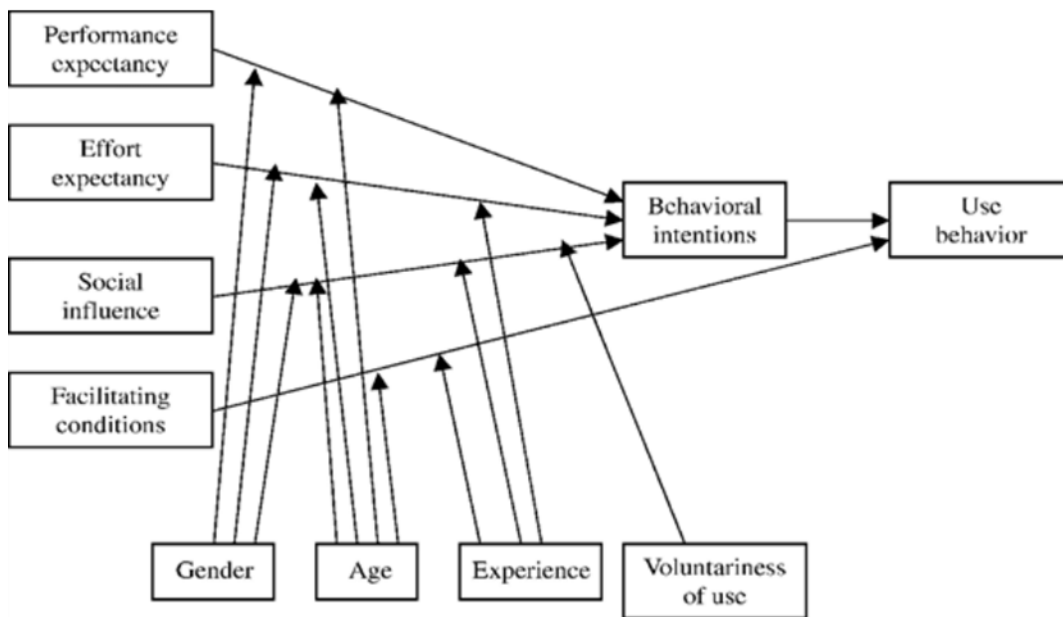 Performance
expectancy
Effort
expectancy
Social
influence
Facilitating
conditions
Behavioral
intentions
Use
behavior
Gender
Age
Experience
Voluntariness
of use